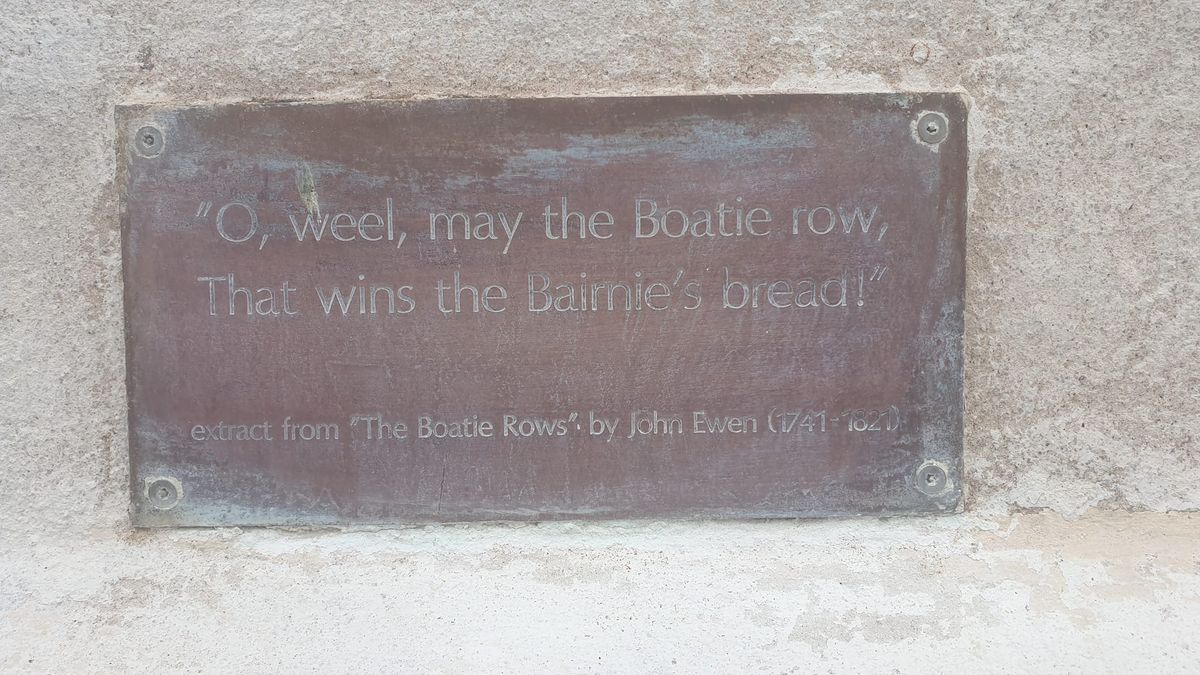 "O, weel, may the Boatie row,
That wins the Bairnie's bread!"
extract from "The Boatie Rows" by John Ewen (1741-1821)